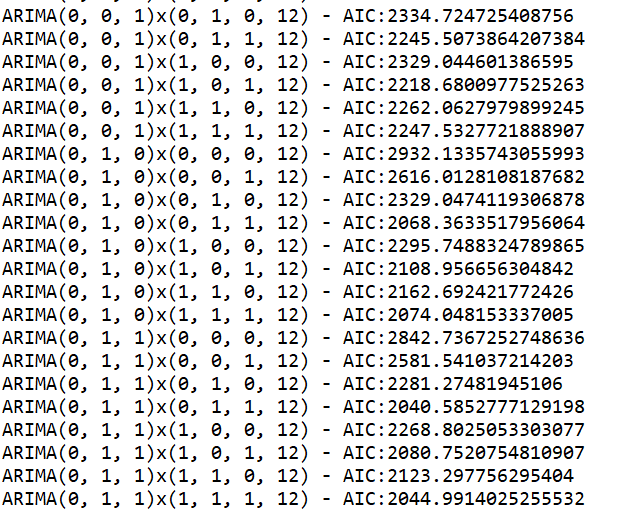 ARIMA(0, 0, 1)x(0, 1, 0, 12) - AIC:2334.724725408756
ARIMA(0, 0, 1)x(0, 1, 1, 12) - AIC:2245.5073864207384
ARIMA(0, 0, 1)x(1, 0, 0, 12) - AIC:2329.044601386595
ARIMA(0, 0, 1)x(1, 0, 1, 12) - AIC:2218.6800977525263
ARIMA(0, 0, 1)x(1, 1, 0, 12) - AIC:2262.0627979899245
ARIMA(0, 0, 1)x(1, 1, 1, 12) - AIC:2247.5327721888907
ARIMA(0, 1, 0)x(0, 0, 0, 12) - AIC:2932.1335743055993
ARIMA(0, 1, 0)x(0, 0, 1, 12) - AIC:2616.0128108187682
ARIMA(0, 1, 0)x(0, 1, 0, 12) - AIC:2329.0474119306878
ARIMA(0, 1, 0)x(0, 1, 1, 12) - AIC:2068.3633517956064
ARIMA(0, 1, 0)x(1, 0, 0, 12) - AIC:2295.7488324789865
ARIMA(0, 1, 0)x(1, 0, 1, 12) - AIC:2108.956656304842
ARIMA(0, 1, 0)x(1, 1, 0, 12) - AIC:2162.692421772426
ARIMA(0, 1, 0)x(1, 1, 1, 12) - AIC:2074.048153337005
ARIMA(0, 1, 1)x(0, 0, 0, 12) - AIC:2842.7367252748636
ARIMA(0, 1, 1)x(0, 0, 1, 12) - AIC:2581.541037214203
ARIMA(0, 1, 1)x(0, 1, 0, 12) - AIC:2281.27481945106
ARIMA(0, 1, 1)x(0, 1, 1, 12) - AIC:2040.5852777129198
ARIMA(0, 1, 1)x(1, 0, 0, 12) - AIC:2268.8025053303077
ARIMA(0, 1, 1)x(1, 0, 1, 12) - AIC:2080.7520754810907
ARIMA(0, 1, 1)x(1, 1, 0, 12) - AIC:2123.297756295404
ARIMA(0, 1, 1)x(1, 1, 1, 12) - AIC:2044.9914025255532